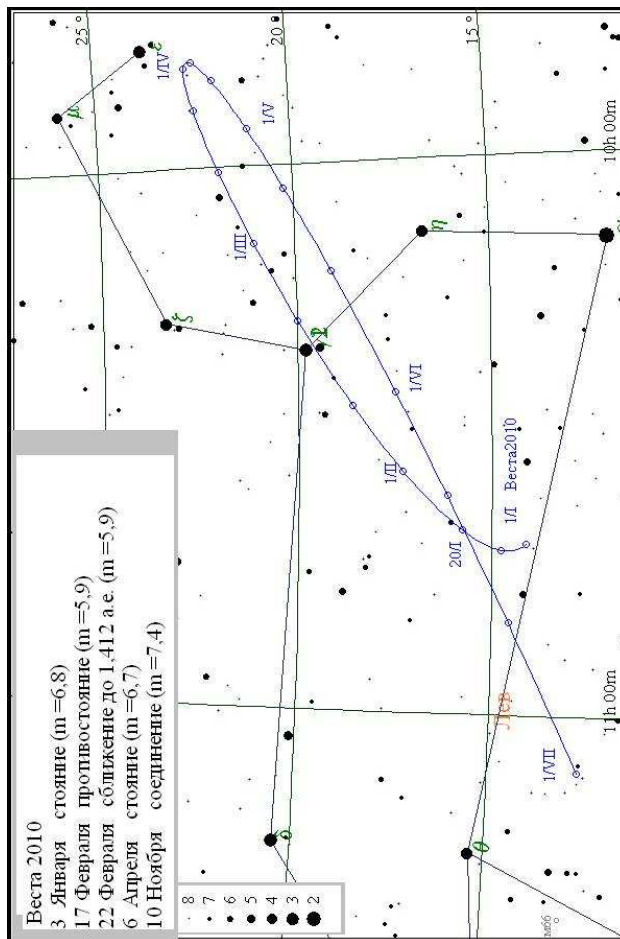 Веста 2010
3 Января стояние (m =6,8)
17 Февраля противостояние (m =5,9)
22 Февраля сближение до 1,412 а.е. (m =5,9)
6 Апреля стояние (m =6,7)
10 Ноября соединение (m =7,4)
8
7
6
5
4
3
2
25°
20°
15°
10h 00m
11h 00m
ε
μ
ζ
η
δ
θ
1/IV
1/V
1/III
1/VI
1/II
20/I
1/I Веста2010
1/VII
Лев
M66